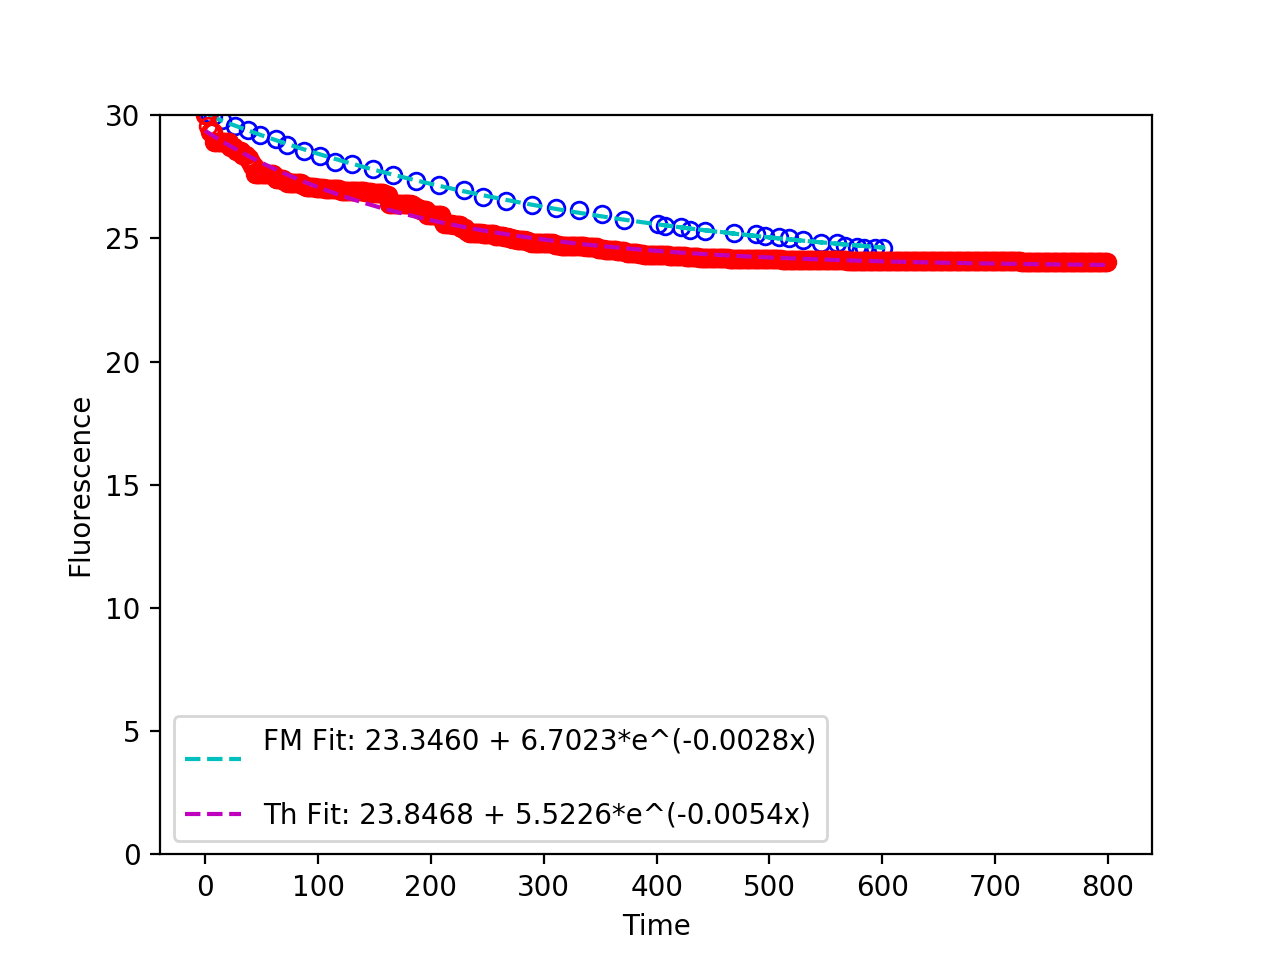 30
25
20
15
10
5
0
Fluorescence
FM Fit: 23.3460 + 6.7023*e^(-0.0028x)
Th Fit: 23.8468 + 5.5226*e^(-0.0054x)
0 100 200 300 400 500 600 700 800
Time